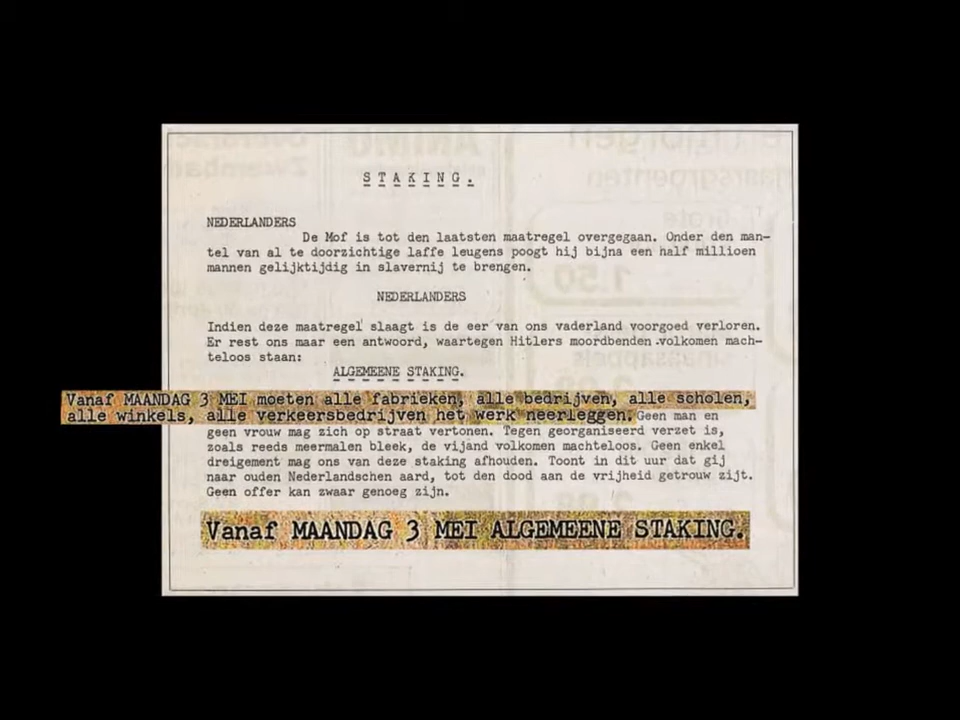 S T A K I N G .
NEDERLANDERS
De Mof is tot den laatsten maatregel overgegaan. Onder den man-
tel van al te doorzichtige laffe leugens poogt hij bijna een half millioen
mannen gelijktijdig in slavernij te brengen.
NEDERLANDERS
Indien deze maatregel slaagt is de eer van ons vaderland voorgoed verloren.
Er rest ons maar een antwoord, waartegen Hitlers moordbenden volkomen mach-
teloos staan:
ALGEMEENE STAKING.
Vanaf MAANDAG 3 MEI moeten alle fabrieken, alle bedrijven, alle scholen,
alle winkels, alle verkeersbedrijven het werk neerleggen. Geen man en
geen vrouw mag zich op straat vertonen. Tegen georganiseerd verzet is,
zoals reeds meermalen bleek, de vijand volkomen machteloos. Geen enkel
dreigement mag ons van deze staking afhouden. Toont in dit uur dat gij
naar ouden Nederlandschen aard, tot den dood aan de vrijheid getrouw zijt.
Geen offer kan zwaar genoeg zijn.
Vanaf MAANDAG 3 MEI ALGEMEENE STAKING.